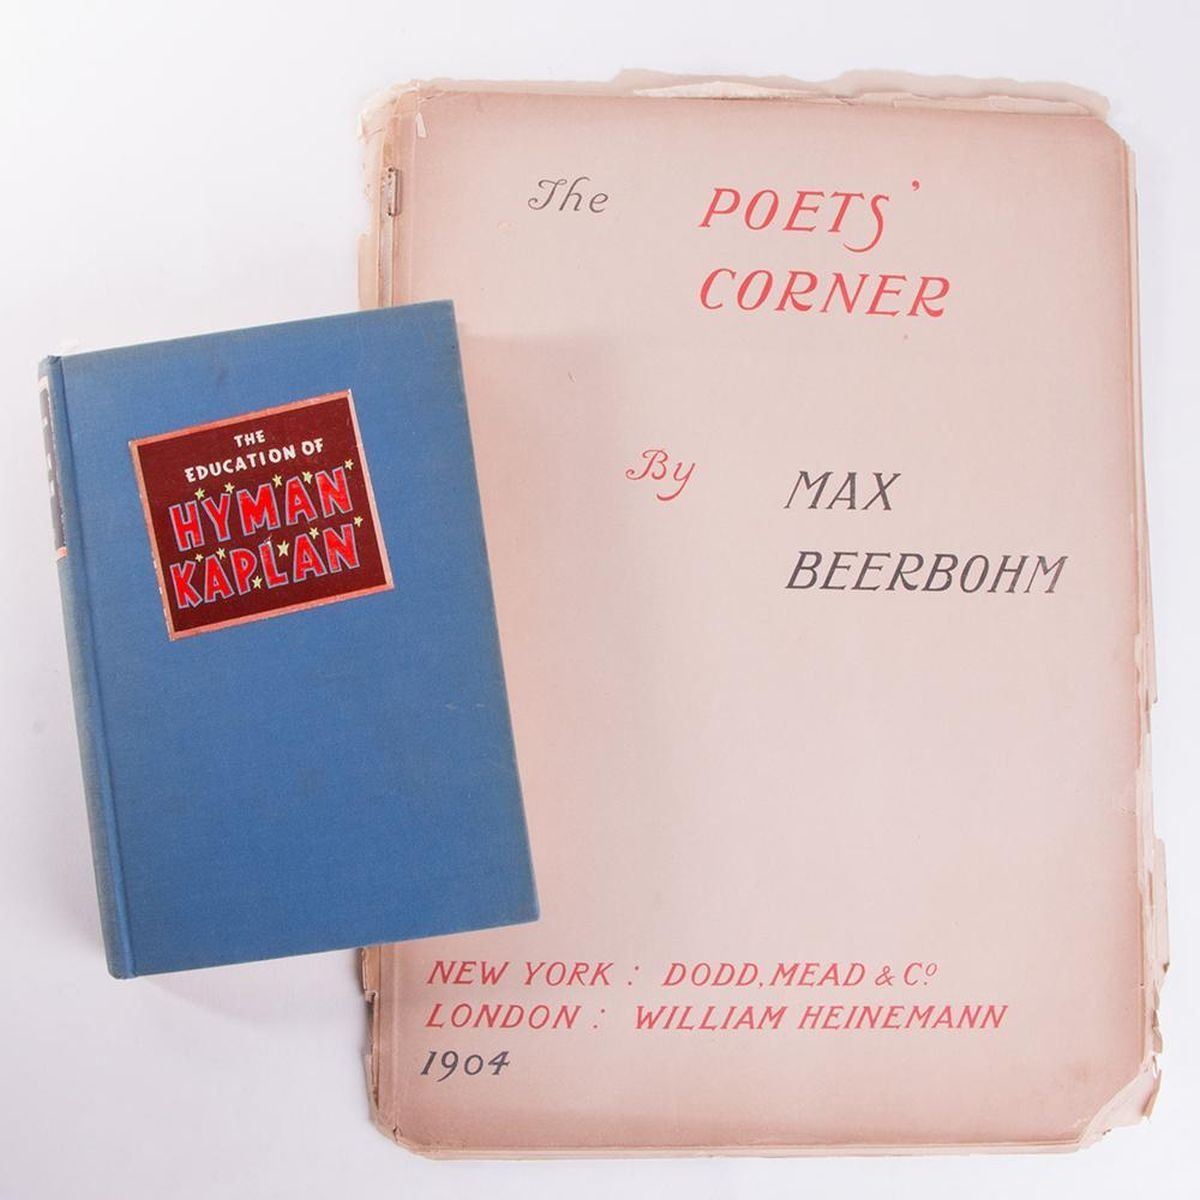 THE
EDUCATION OF
HYMAN
KAPLAN
The POETS'
CORNER
By MAX
BEERBOHM
NEW YORK : DODD, MEAD & Cº
LONDON : WILLIAM HEINEMANN
1904